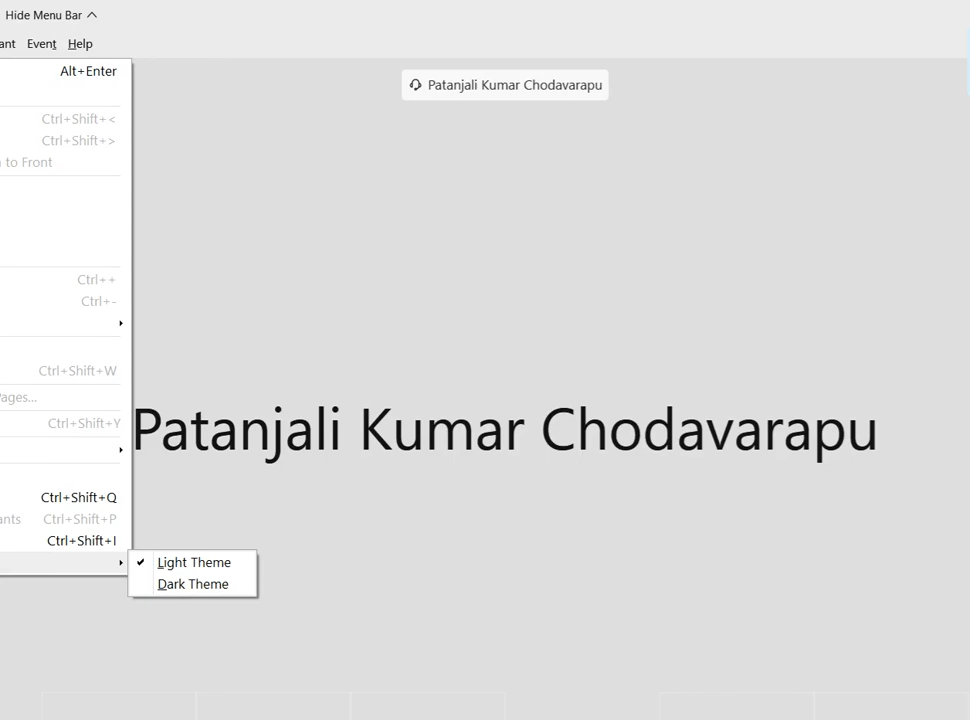 Hide Menu Bar
ant Event Help
Alt+Enter
Patanjali Kumar Chodavarapu
Ctrl+Shift+<
Ctrl+Shift+>
to Front
Ctrl++
Ctrl+-
Ctrl+Shift+W
Pages...
Ctrl+Shift+Y
Patanjali Kumar Chodavarapu
Ctrl+Shift+Q
ants Ctrl+Shift+P
Ctrl+Shift+I
Light Theme
Dark Theme